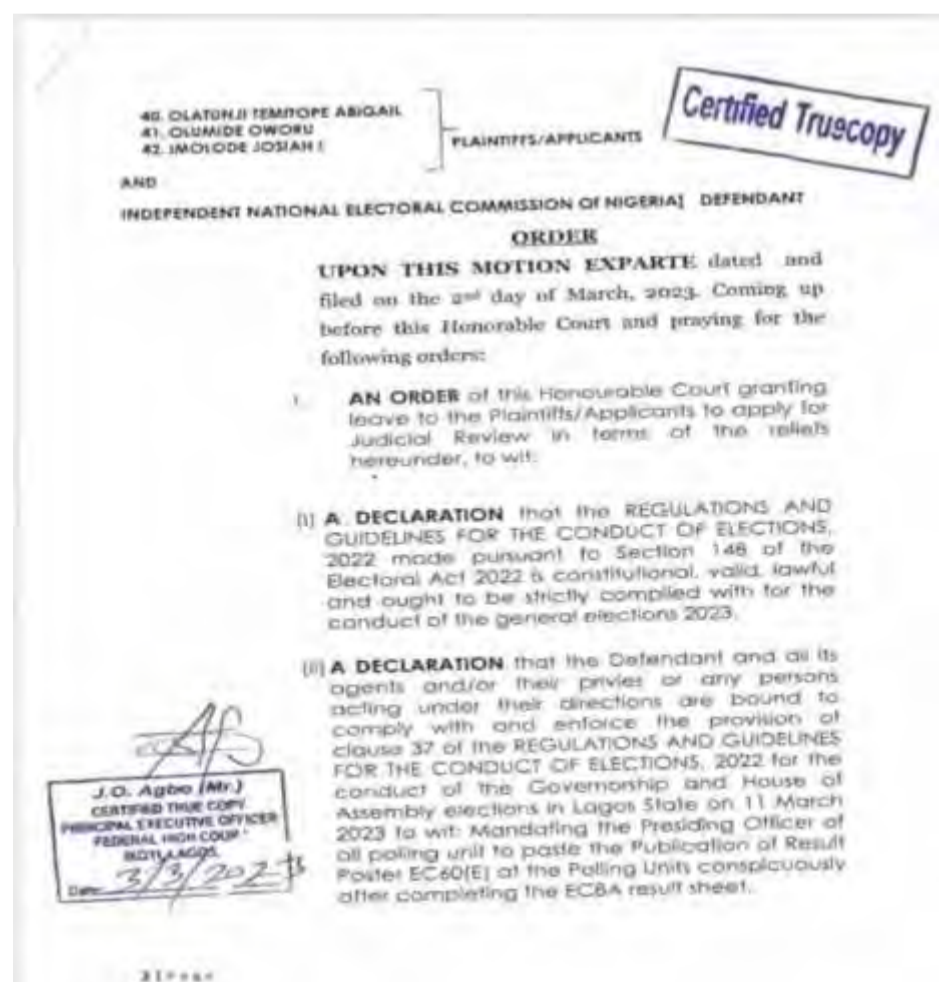 40. OLATUNJI TEMITOPE ABIGAIL
41. OLUMIDE OWORU
42. IMOLODE JOSIAH I
PLAINTIFFS/APPLICANTS
Certified Truecopy
AND
INDEPENDENT NATIONAL ELECTORAL COMMISSION Of NIGERIA] DEFENDANT
ORDER
UPON THIS MOTION EXPARTE dated and
filed on the 2nd day of March, 2023. Coming up
before this Honorable Court and praying for the
following orders:
AN ORDER of this Honourable Court granting
leave to the Plaintiffs/Applicants to apply for
Judicial Review in terms of the reliefs
hereunder, to wit:
(i) A DECLARATION that the REGULATIONS AND
GUIDELINES FOR THE CONDUCT OF ELECTIONS,
2022 made pursuant to Section 148 of the
Electoral Act 2022 is constitutional, valid, lawful
and ought to be strictly complied with for the
conduct of the general elections 2023.
(ii) A DECLARATION that the Defendant and all its
agents and/or their privies or any persons
acting under their directions are bound to
comply with and enforce the provision of
clause 37 of the REGULATIONS AND GUIDELINES
FOR THE CONDUCT OF ELECTIONS, 2022 for the
conduct of the Governorship and House of
Assembly elections in Lagos State on 11 March
2023 to wit: Mandating the Presiding Officer of
all polling unit to paste the Publication of Result
Poster EC60(E) at the Polling Units conspicuously
after completing the EC8A result sheet.
J.O. Agbo (Mr.)
CERTIFIED TRUE COPY
PRINCIPAL EXECUTIVE OFFICER
FEDERAL HIGH COURT
IKOYI, LAGOS
Date: 3/3/2023